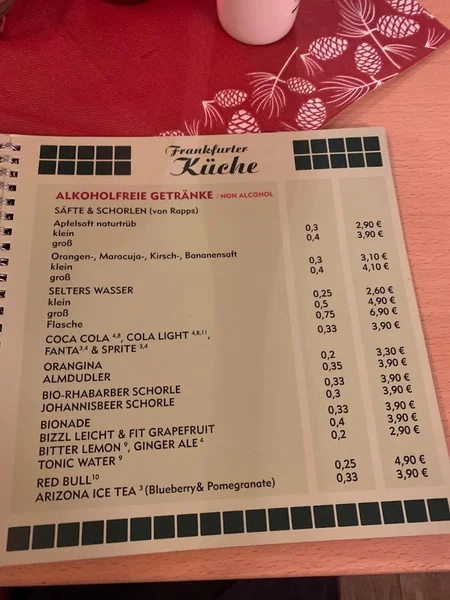 Frankfurter
Küche
ALKOHOLFREIE GETRÄNKE / NON ALCOHOL
SÄFTE & SCHORLEN (von Rapps)
Apfelsaft naturtrüb
klein 0,3 2,90 €
groß 0,4 3,90 €
Orangen-, Maracuja-, Kirsch-, Bananensaft
klein 0,3 3,10 €
groß 0,4 4,10 €
SELTERS WASSER
klein 0,25 2,60 €
groß 0,5 4,90 €
Flasche 0,75 6,90 €
COCA COLA 4,8, COLA LIGHT 4,8,11, 0,33 3,90 €
FANTA3,4 & SPRITE 3,4
ORANGINA 0,2 3,30 €
ALMDUDLER 0,35 3,90 €
BIO-RHABARBER SCHORLE 0,33 3,90 €
JOHANNISBEER SCHORLE 0,3 3,90 €
BIONADE 0,33 3,90 €
BIZZL LEICHT & FIT GRAPEFRUIT 0,4 3,90 €
BITTER LEMON 9, GINGER ALE 4 0,2 2,90 €
TONIC WATER 9
RED BULL10 0,25 4,90 €
ARIZONA ICE TEA 3 (Blueberry& Pomegranate) 0,33 3,90 €